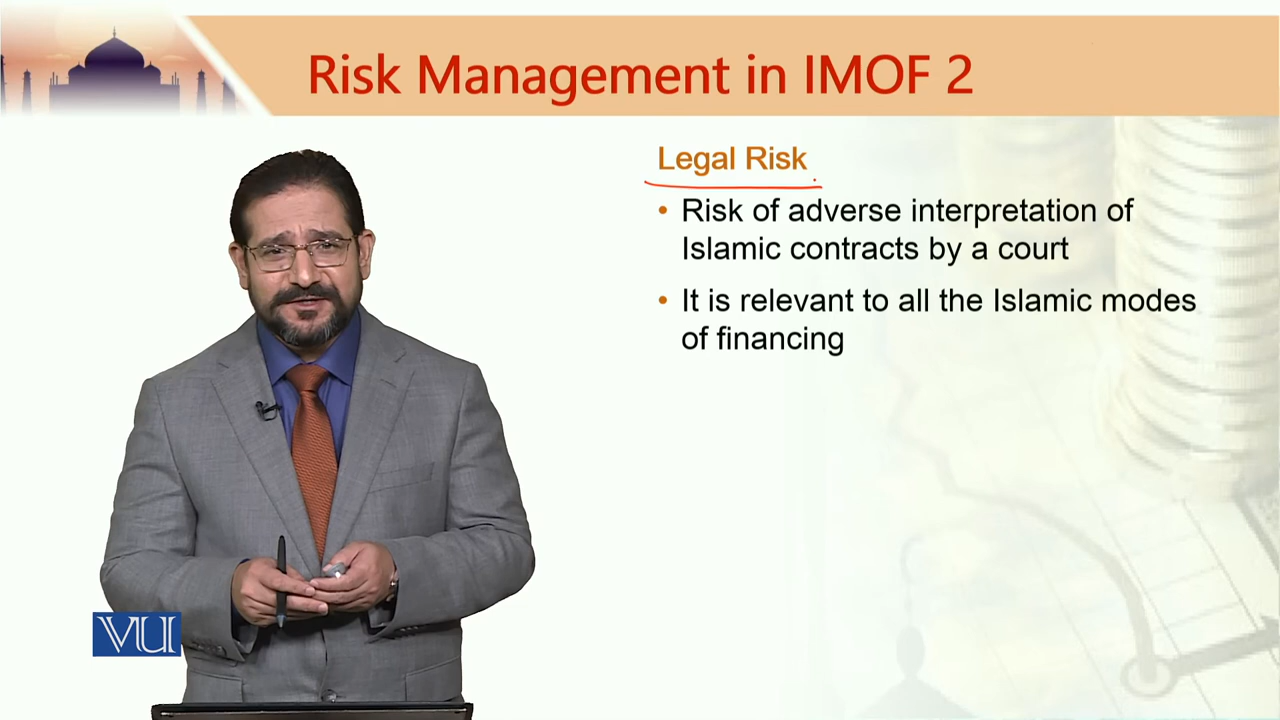 Risk Management in IMOF 2
Legal Risk
• Risk of adverse interpretation of
Islamic contracts by a court
• It is relevant to all the Islamic modes
of financing
VU